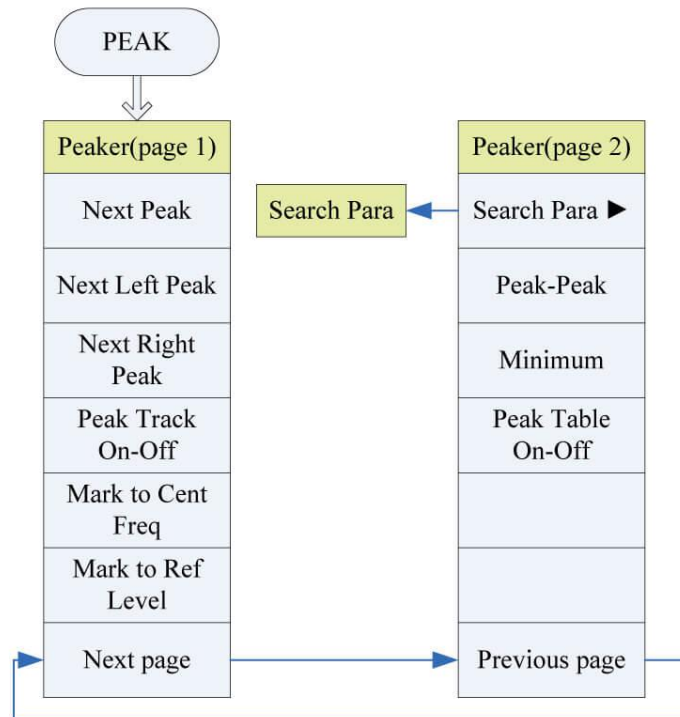 PEAK
Peaker(page 1)
Next Peak
Next Left Peak
Next Right
Peak
Peak Track
On-Off
Mark to Cent
Freq
Mark to Ref
Level
Next page
Search Para
Peaker(page 2)
Search Para ►
Peak-Peak
Minimum
Peak Table
On-Off
Previous page